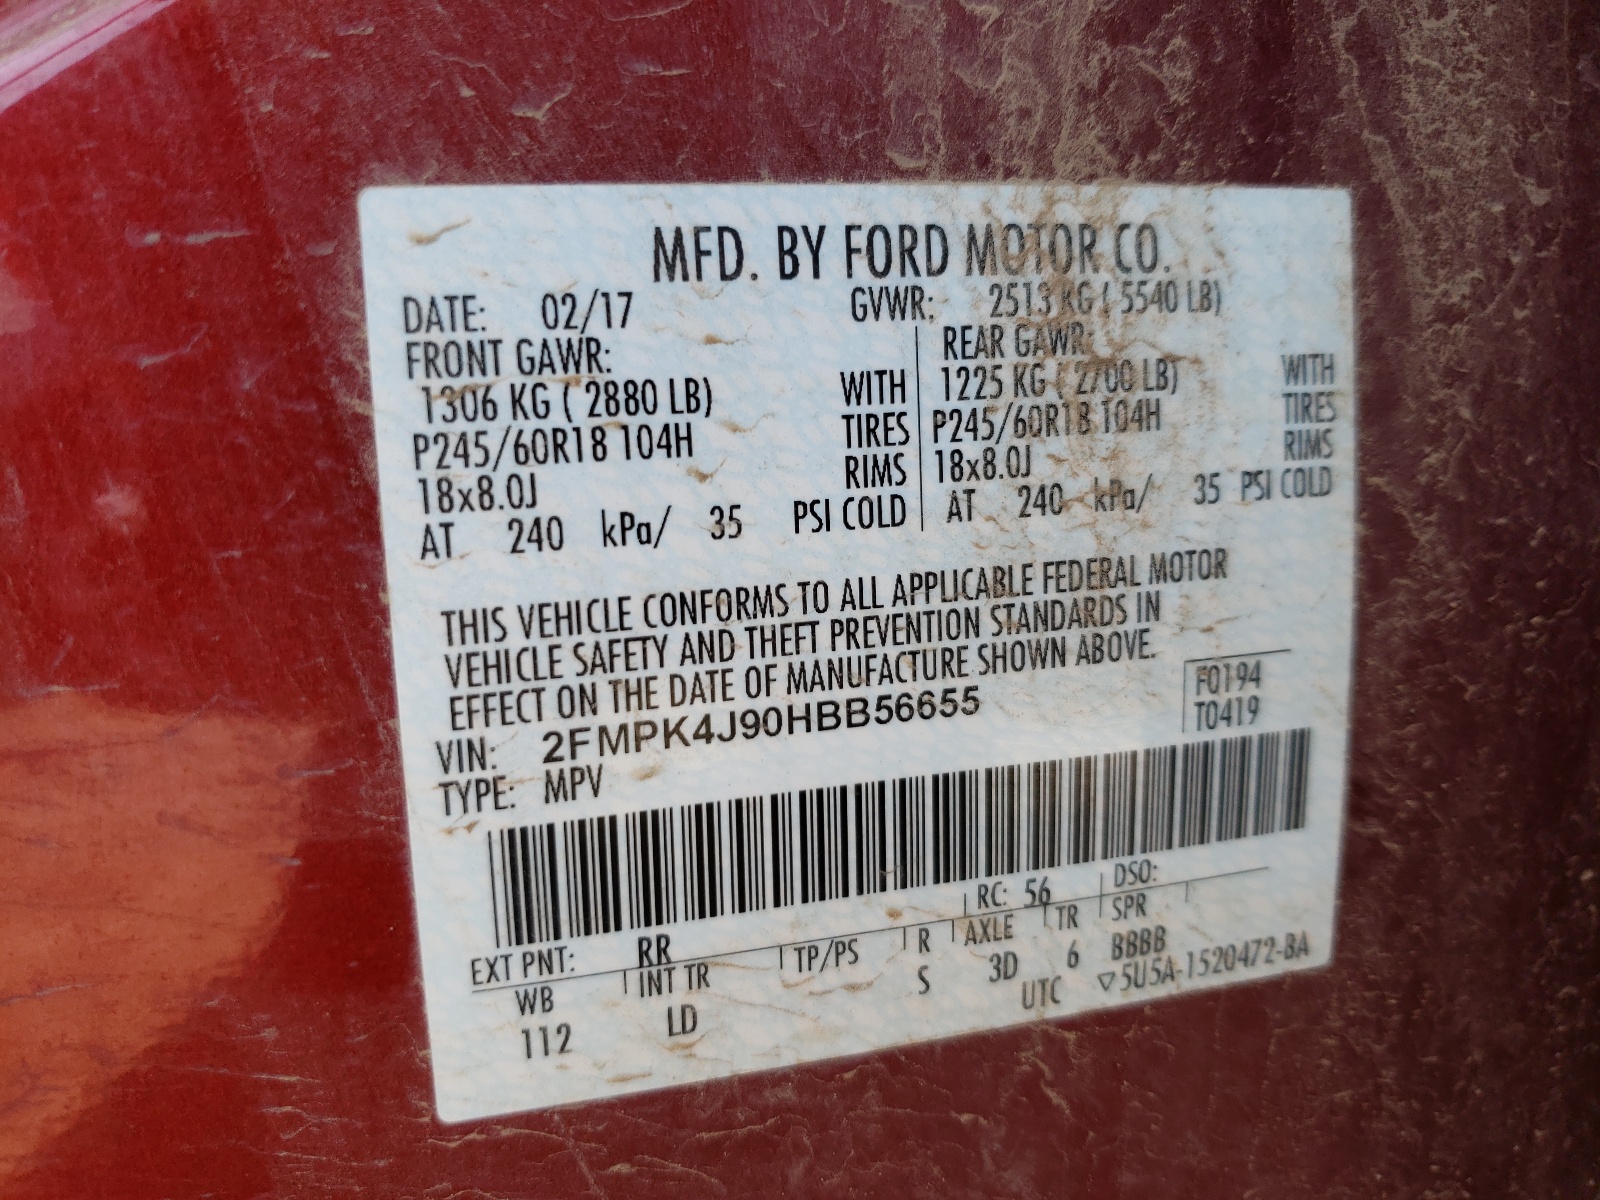 MFD. BY FORD MOTOR CO.
DATE: 02/17 GVWR: 2513 KG ( 5540 LB)
FRONT GAWR: REAR GAWR:
1306 KG ( 2880 LB) WITH 1225 KG ( 2700 LB) WITH
P245/60R18 104H TIRES P245/60R18 104H TIRES
18x8.0J RIMS 18x8.0J RIMS
AT 240 kPa/ 35 PSI COLD AT 240 kPa/ 35 PSI COLD
THIS VEHICLE CONFORMS TO ALL APPLICABLE FEDERAL MOTOR
VEHICLE SAFETY AND THEFT PREVENTION STANDARDS IN
EFFECT ON THE DATE OF MANUFACTURE SHOWN ABOVE.
VIN: 2FMPK4J90HBB56655 F0194
TYPE: MPV T0419
EXT PNT: RR RC: 56 DSO:
WB INT TR TP/PS R AXLE TR SPR
112 LD S 3D 6 BBBB
UTC ▽5U5A-1520472-BA